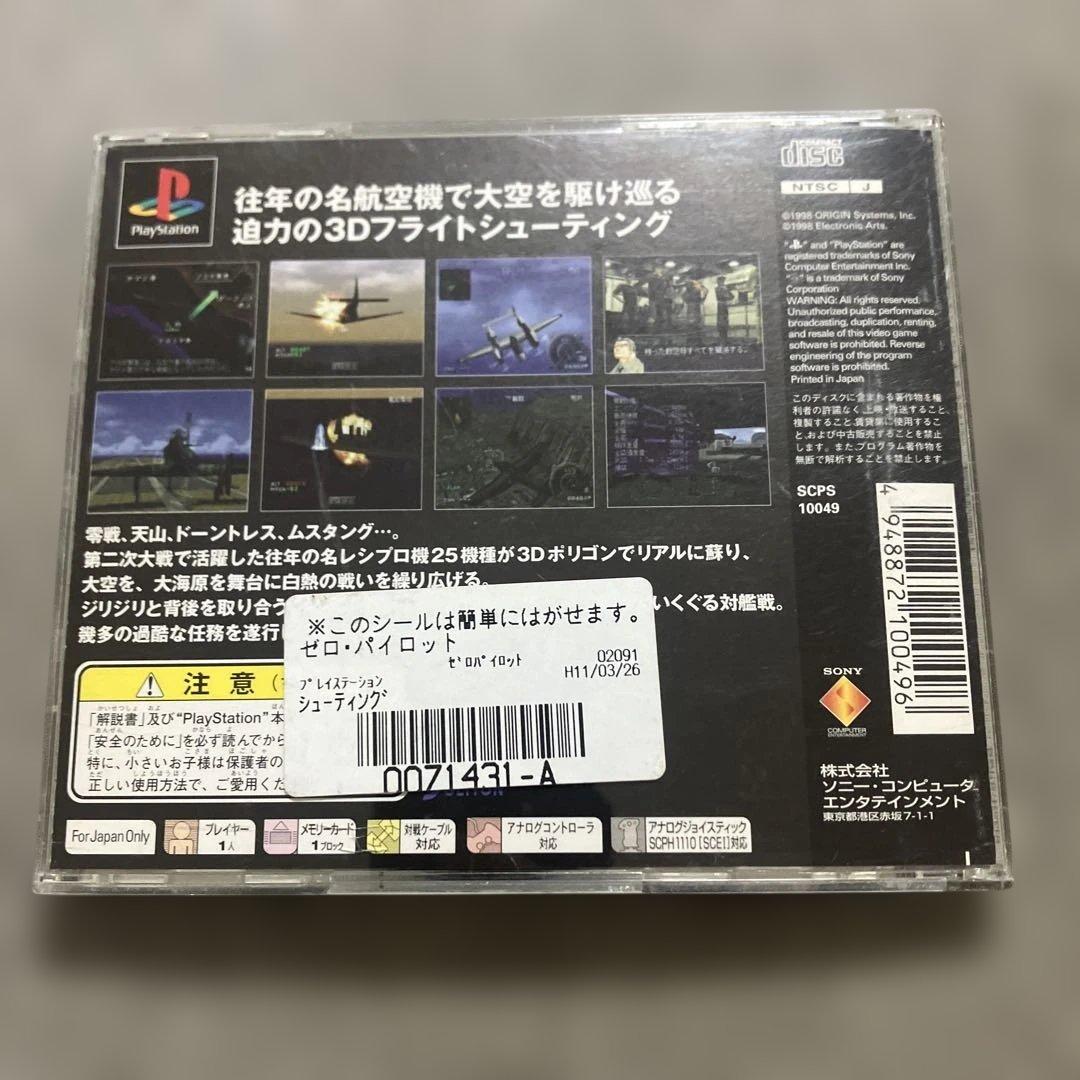 PlayStation
往年の名航空機で大空を駆け巡る
迫力の3Dフライトシューティング
COMPACT
disc
NTSC J
©1998 ORIGIN Systems, Inc.
©1998 Electronic Arts.
" " and "PlayStation" are
registered trademarks of Sony
Computer Entertainment Inc.
" " is a trademark of Sony
Corporation
WARNING: All rights reserved.
Unauthorized public performance,
broadcasting, duplication, renting,
and resale of this video game
software is prohibited. Reverse
engineering of the program
software is prohibited.
Printed in Japan
このディスクに含まれる著作物を権
利者の許諾なく上映・放送すること、
複製すること、賃貸業に使用するこ
と、および中古販売することを禁止
します。また、プログラム著作物を
無断で解析することを禁止します。
SCPS
10049
4 948872 100496
残った敵空母すべてを撃沈する。
零戦、天山、ドーントレス、ムスタング…。
第二次大戦で活躍した往年の名レシプロ機25機種が3Dポリゴンでリアルに蘇り、
大空を、大海原を舞台に白熱の戦いを繰り広げる。
ジリジリと背後を取り合う いくぐる対艦戦。
幾多の過酷な任務を遂行し
※このシールは簡単にはがせます。
ゼロ・パイロット
ｾﾞﾛﾊﾟｲﾛｯﾄ 02091
H11/03/26
ﾌﾟﾚｲｽﾃｰｼｮﾝ
ｼｭｰﾃｨﾝｸﾞ
0071431-A
注意
「解説書」及び"PlayStation"本
「安全のために」を必ず読んでから
特に、小さいお子様は保護者の
正しい使用方法で、ご愛用くだ
SONY
COMPUTER
ENTERTAINMENT
株式会社
ソニー・コンピュータ
エンタテインメント
東京都港区赤坂7-1-1
For Japan Only
プレイヤー
1人
メモリーカード
1ブロック
対戦ケーブル
対応
アナログコントローラ
対応
アナログジョイスティック
SCPH1110[SCEI]対応